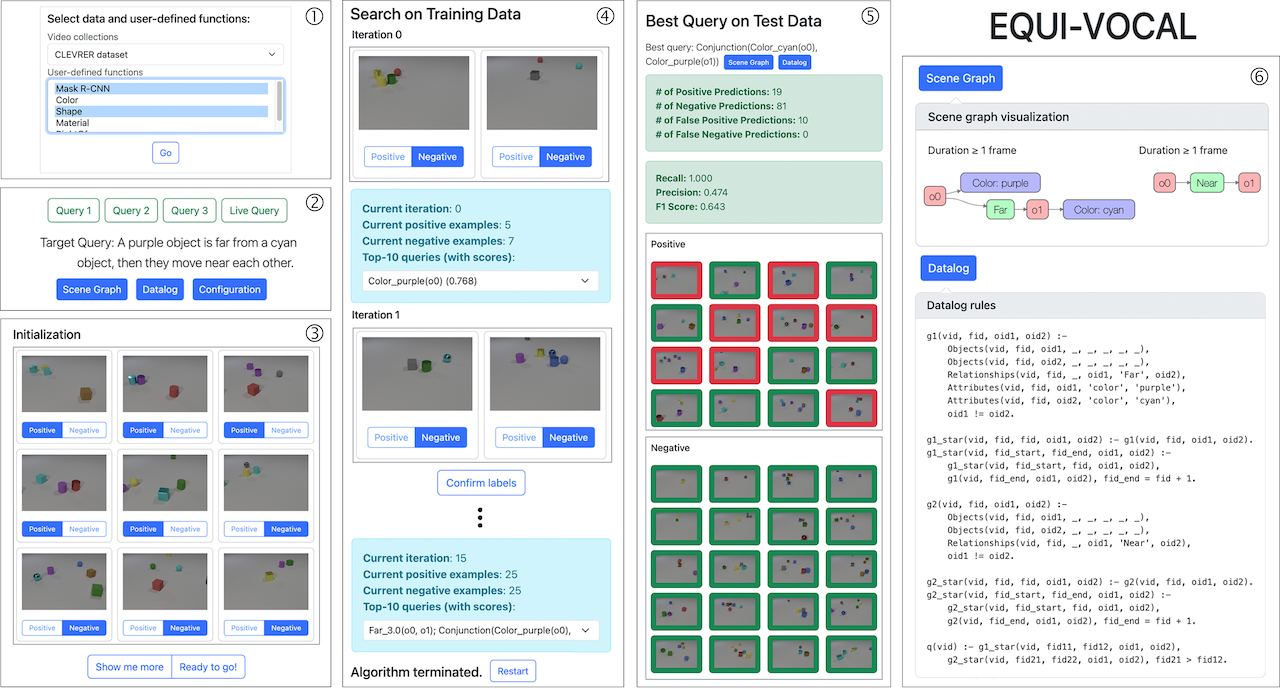 ①
Select data and user-defined functions:
Video collections
CLEVRER dataset
User-defined functions
Mask R-CNN
Color
Shape
Material
Go
②
Query 1 Query 2 Query 3 Live Query
Target Query: A purple object is far from a cyan
object, then they move near each other.
Scene Graph Datalog Configuration
③
Initialization
Positive Negative Positive Negative Positive Negative
Positive Negative Positive Negative Positive Negative
Positive Negative Positive Negative Positive Negative
Show me more Ready to go!
④
Search on Training Data
Iteration 0
Positive Negative Positive Negative
Current iteration: 0
Current positive examples: 5
Current negative examples: 7
Top-10 queries (with scores):
Color_purple(o0) (0.768)
Iteration 1
Positive Negative Positive Negative
Confirm labels
Current iteration: 15
Current positive examples: 25
Current negative examples: 25
Top-10 queries (with scores):
Far_3.0(o0, o1); Conjunction(Color_purple(o0),
Algorithm terminated. Restart
⑤
Best Query on Test Data
Best query: Conjunction(Color_cyan(o0),
Color_purple(o1)) Scene Graph Datalog
# of Positive Predictions: 19
# of Negative Predictions: 81
# of False Positive Predictions: 10
# of False Negative Predictions: 0
Recall: 1.000
Precision: 0.474
F1 Score: 0.643
Positive
Negative
EQUI-VOCAL
⑥
Scene Graph
Scene graph visualization
Duration ≥ 1 frame Duration ≥ 1 frame
o0 Color: purple Far o1 Color: cyan
o0 Near o1
Datalog
Datalog rules
g1(vid, fid, oid1, oid2) :-
Objects(vid, fid, oid1, _, _, _, _, _),
Objects(vid, fid, oid2, _, _, _, _, _),
Relationships(vid, fid, _, oid1, 'Far', oid2),
Attributes(vid, fid, oid1, 'color', 'purple'),
Attributes(vid, fid, oid2, 'color', 'cyan'),
oid1 != oid2.
g1_star(vid, fid, fid, oid1, oid2) :- g1(vid, fid, oid1, oid2).
g1_star(vid, fid_start, fid_end, oid1, oid2) :-
g1_star(vid, fid_start, fid, oid1, oid2),
g1(vid, fid_end, oid1, oid2), fid_end = fid + 1.
g2(vid, fid, oid1, oid2) :-
Objects(vid, fid, oid1, _, _, _, _, _),
Objects(vid, fid, oid2, _, _, _, _, _),
Relationships(vid, fid, _, oid1, 'Near', oid2),
oid1 != oid2.
g2_star(vid, fid, fid, oid1, oid2) :- g2(vid, fid, oid1, oid2).
g2_star(vid, fid_start, fid_end, oid1, oid2) :-
g2_star(vid, fid_start, fid, oid1, oid2),
g2(vid, fid_end, oid1, oid2), fid_end = fid + 1.
q(vid) :- g1_star(vid, fid11, fid12, oid1, oid2),
g2_star(vid, fid21, fid22, oid1, oid2), fid21 > fid12.